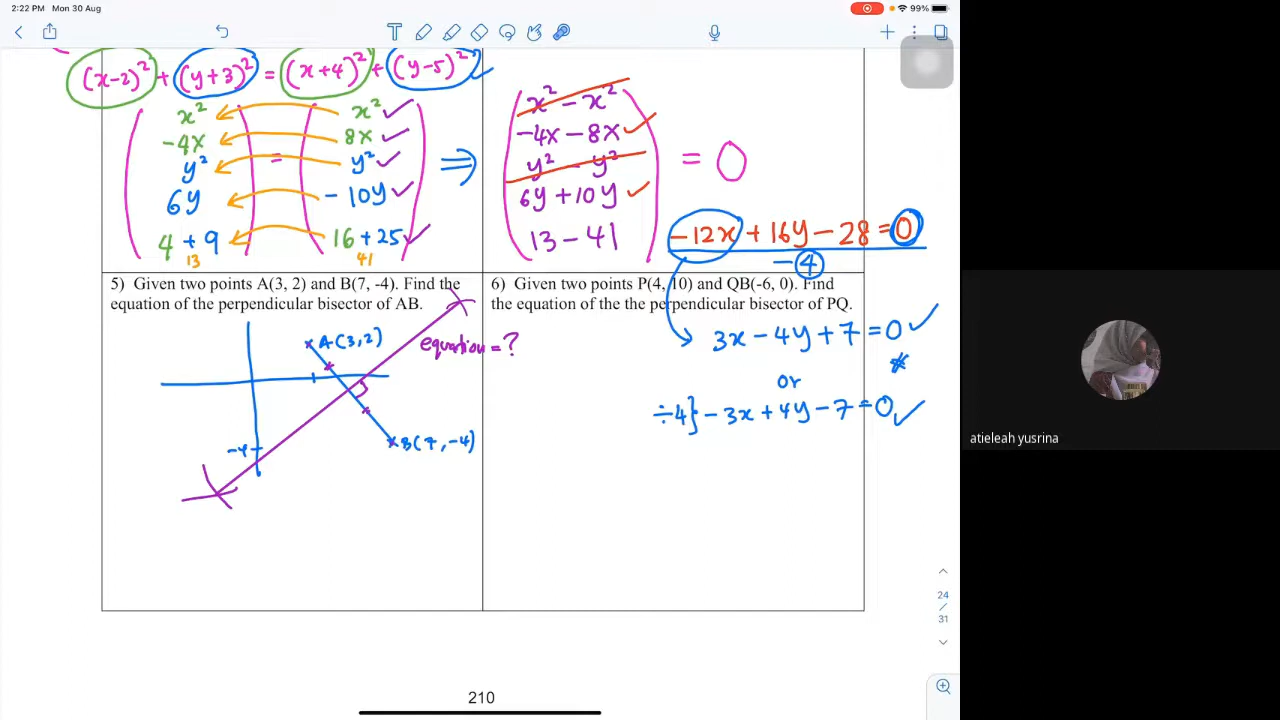 2:22 PM Mon 30 Aug
99%
(x-2)² + (y+3)² = (x+4)² + (y-5)² ✓
x² x² ✓
-4x 8x ✓
y² = y² ✓
6y - 10y ✓
4 + 9 16 + 25 ✓
13 41
⇒
x² - x²
-4x - 8x ✓
y² - y²
6y + 10y ✓
13 - 41
= 0
-12x + 16y - 28 = 0
-4
5) Given two points A(3, 2) and B(7, -4). Find the
equation of the perpendicular bisector of AB.
A(3,2)
equation = ?
-4
B(7,-4)
6) Given two points P(4, 10) and QB(-6, 0). Find
the equation of the the perpendicular bisector of PQ.
3x - 4y + 7 = 0 ✓
*
or
÷4} - 3x + 4y - 7 = 0 ✓
24
/
31
210
atieleah yusrina